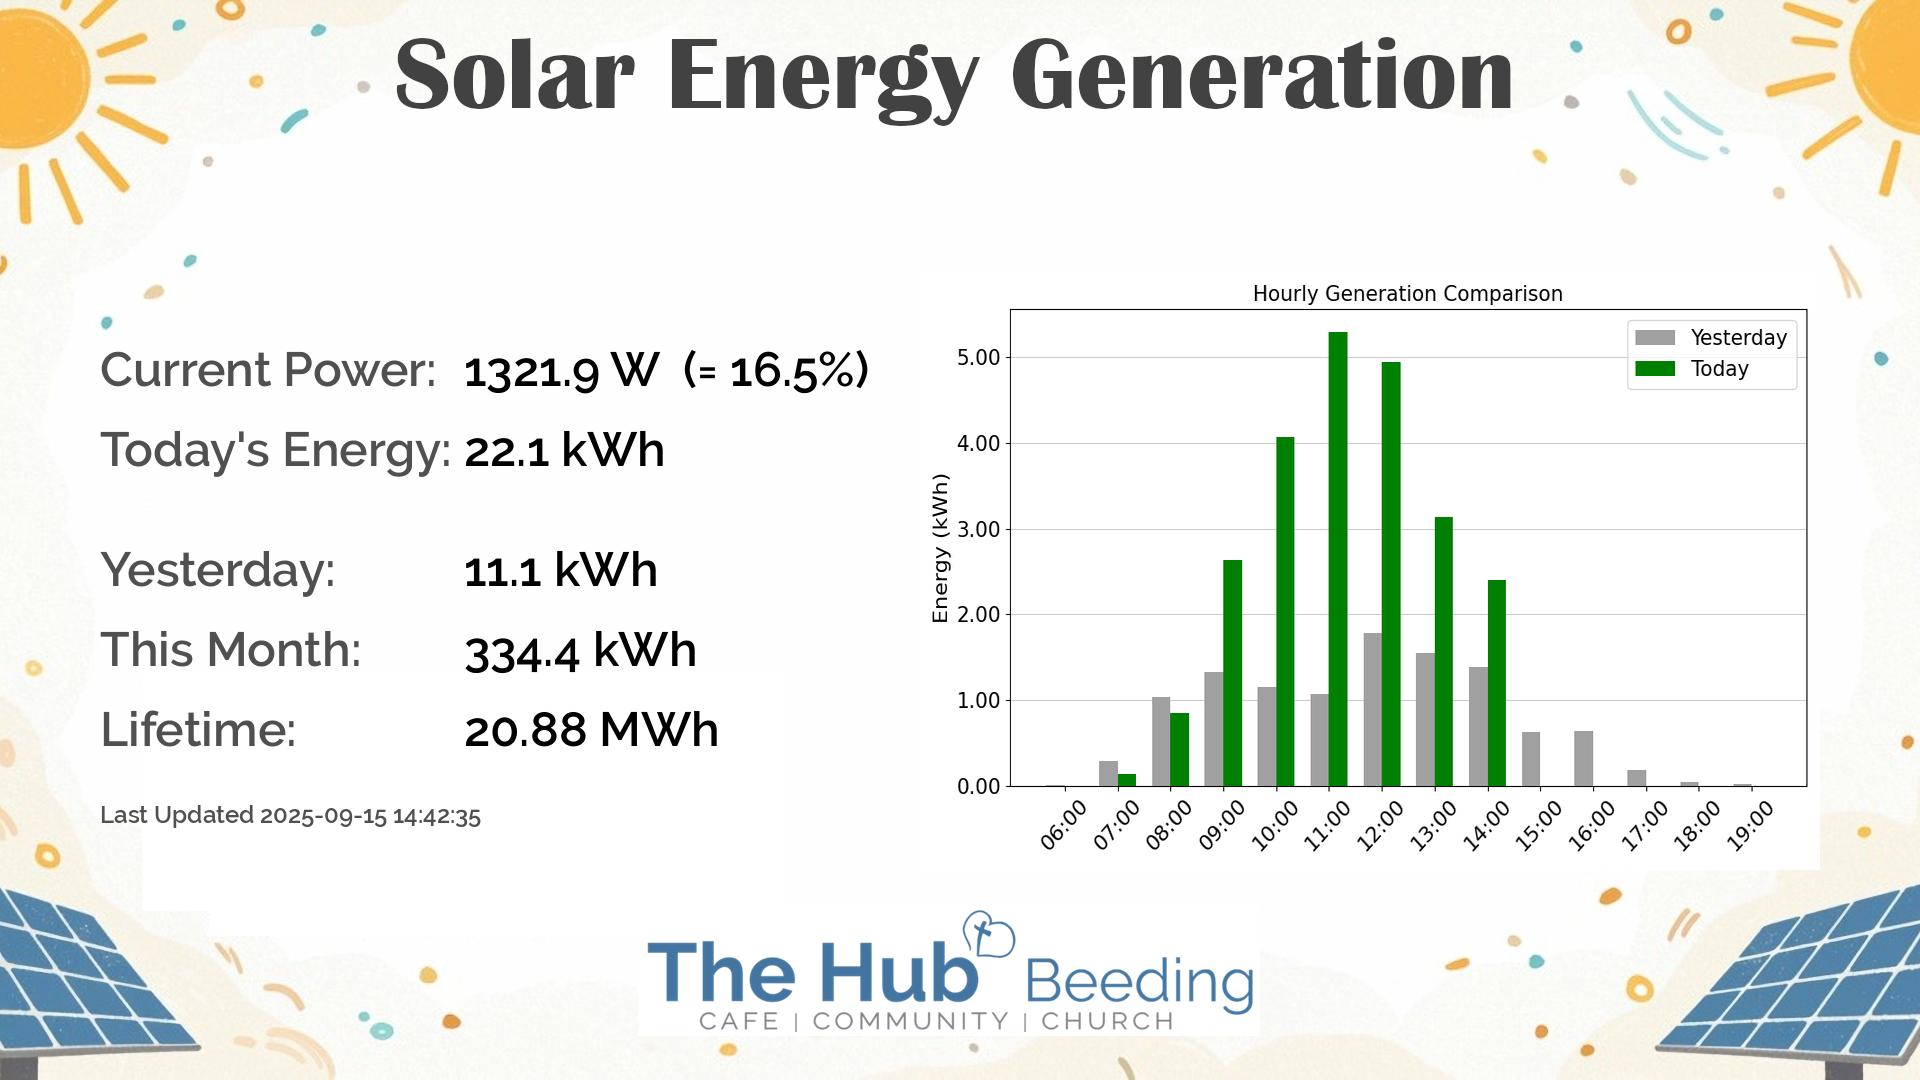 Solar Energy Generation
Current Power: 1321.9 W (= 16.5%)
Today's Energy: 22.1 kWh
Yesterday: 11.1 kWh
This Month: 334.4 kWh
Lifetime: 20.88 MWh
Last Updated 2025-09-15 14:42:35
Hourly Generation Comparison
Yesterday
Today
Energy (kWh)
5.00
4.00
3.00
2.00
1.00
0.00
06:00 07:00 08:00 09:00 10:00 11:00 12:00 13:00 14:00 15:00 16:00 17:00 18:00 19:00
The Hub Beeding
CAFE | COMMUNITY | CHURCH